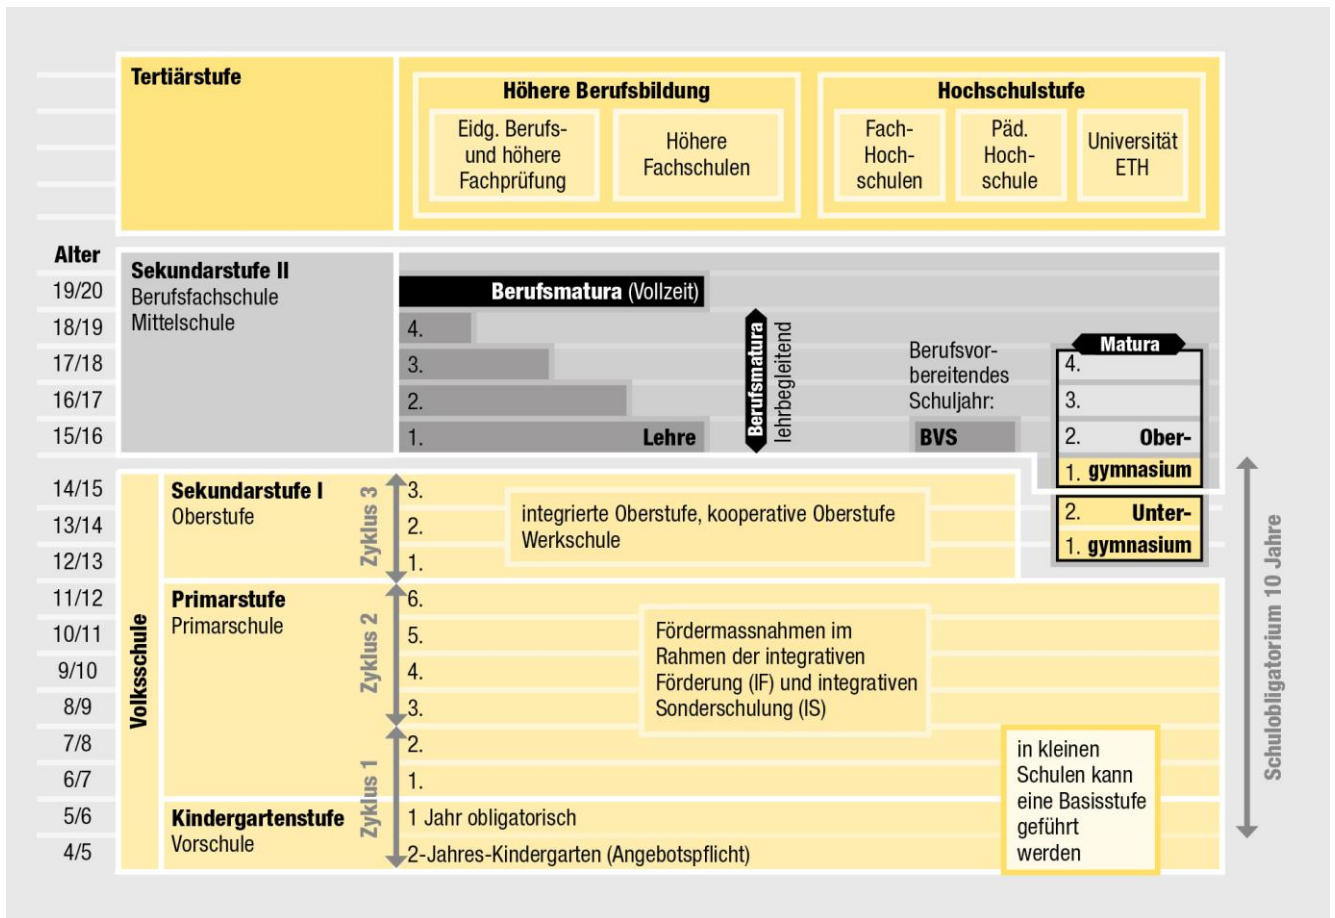 Tertiärstufe
Höhere Berufsbildung
Eidg. Berufs-
und höhere
Fachprüfung
Höhere
Fachschulen
Hochschulstufe
Fach-
Hoch-
schulen
Päd.
Hoch-
schule
Universität
ETH
Alter
19/20
18/19
17/18
16/17
15/16
Sekundarstufe II
Berufsfachschule
Mittelschule
Berufsmatura (Vollzeit)
4.
3.
2.
1. Lehre
Berufsmatura
lehrbegleitend
Berufsvor-
bereitendes
Schuljahr:
BVS
Matura
4.
3.
2. Ober-
1. gymnasium
2. Unter-
1. gymnasium
14/15
13/14
12/13
11/12
10/11
9/10
8/9
7/8
6/7
5/6
4/5
Volksschule
Sekundarstufe I
Oberstufe
Zyklus 3
3.
2.
1.
integrierte Oberstufe, kooperative Oberstufe
Werkschule
Primarstufe
Primarschule
Zyklus 2
6.
5.
4.
3.
2.
1.
Fördermassnahmen im
Rahmen der integrativen
Förderung (IF) und integrativen
Sonderschulung (IS)
Zyklus 1
Kindergartenstufe
Vorschule
1 Jahr obligatorisch
2-Jahres-Kindergarten (Angebotspflicht)
in kleinen
Schulen kann
eine Basisstufe
geführt
werden
Schulobligatorium 10 Jahre